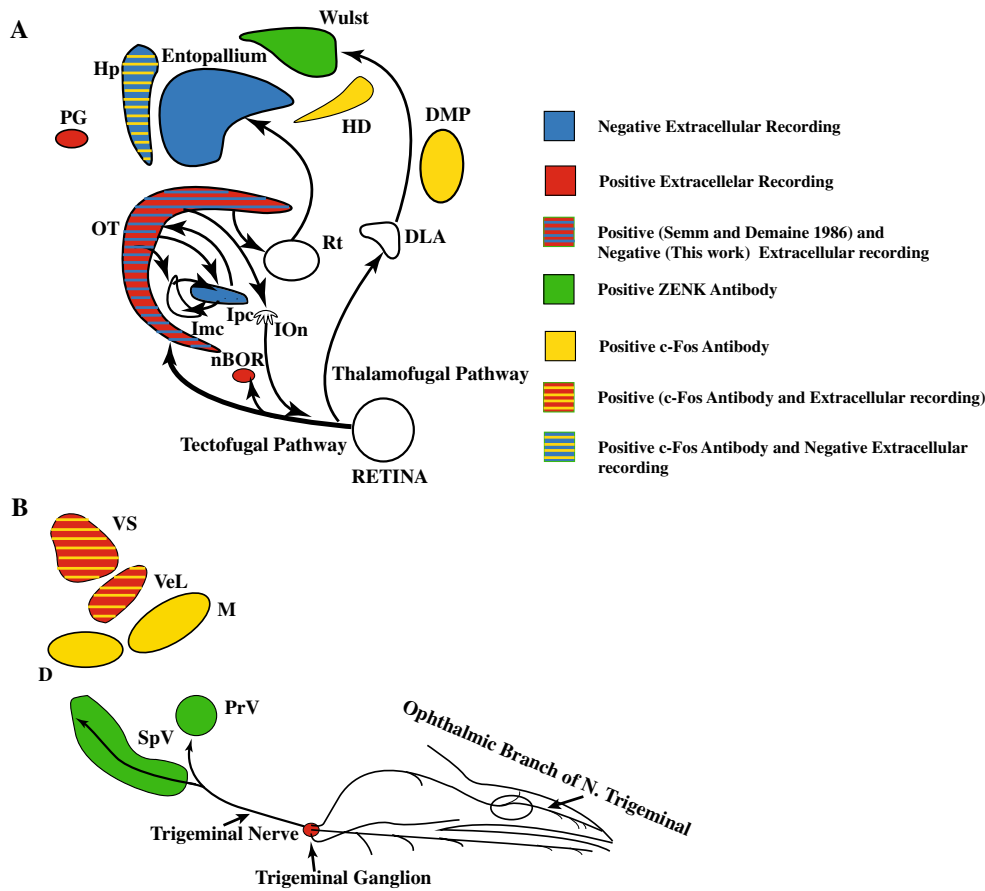 A
Wulst
Entopallium
Hp
PG
HD
DMP
OT
Rt
DLA
Ipc
Imc
IOn
nBOR
Thalamofugal Pathway
Tectofugal Pathway
RETINA
Negative Extracellular Recording
Positive Extracellelar Recording
Positive (Semm and Demaine 1986) and
Negative (This work) Extracellular recording
Positive ZENK Antibody
Positive c-Fos Antibody
Positive (c-Fos Antibody and Extracellular recording)
Positive c-Fos Antibody and Negative Extracellular
recording
B
VS
VeL
M
D
PrV
SpV
Ophthalmic Branch of N. Trigeminal
Trigeminal Nerve
Trigeminal Ganglion